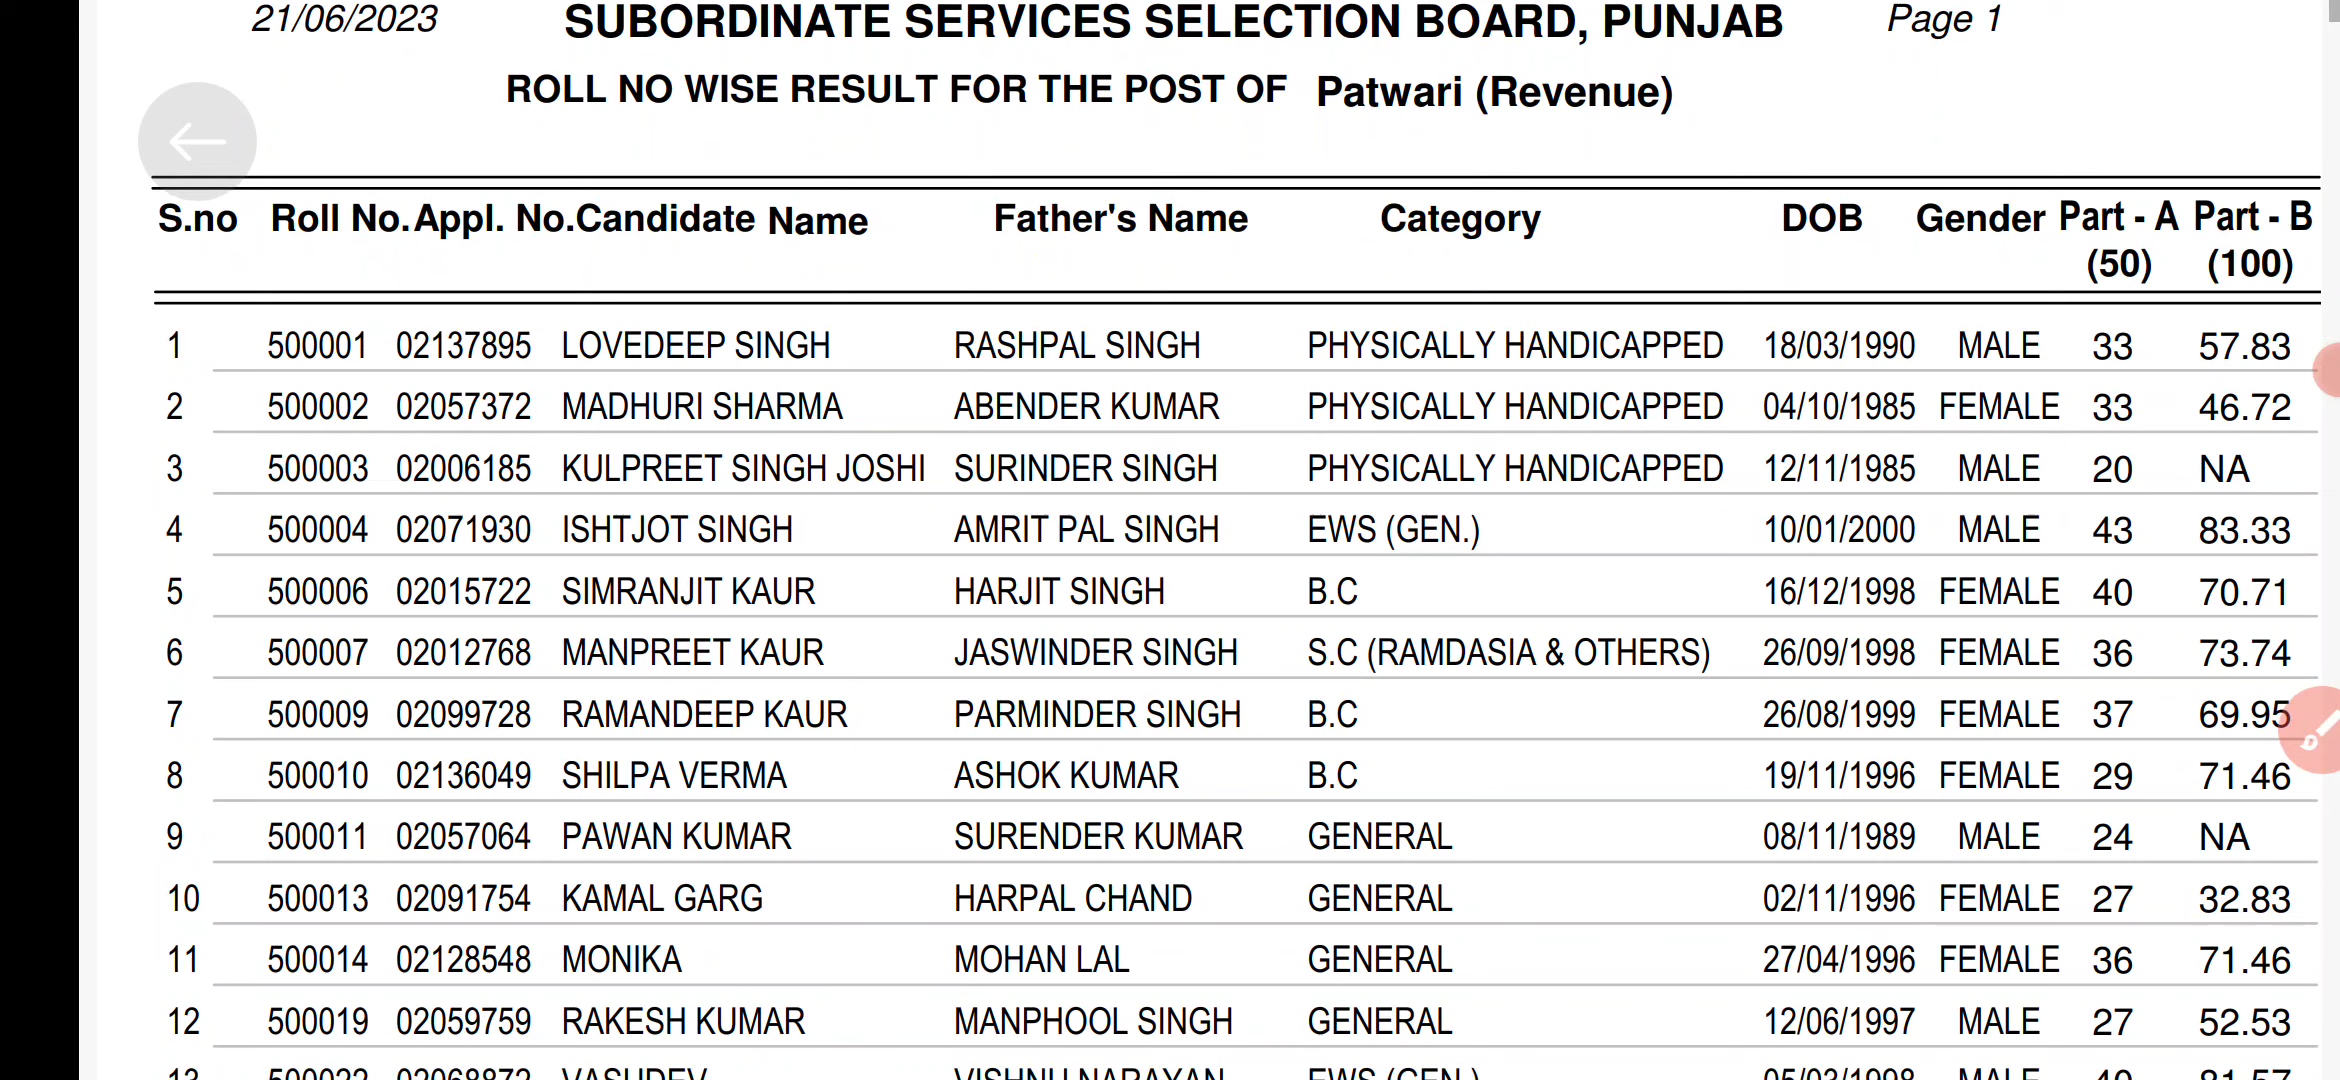 21/06/2023 SUBORDINATE SERVICES SELECTION BOARD, PUNJAB Page 1
ROLL NO WISE RESULT FOR THE POST OF Patwari (Revenue)
S.no Roll No. Appl. No. Candidate Name Father's Name Category DOB Gender Part - A Part - B
(50) (100)
1 500001 02137895 LOVEDEEP SINGH RASHPAL SINGH PHYSICALLY HANDICAPPED 18/03/1990 MALE 33 57.83
2 500002 02057372 MADHURI SHARMA ABENDER KUMAR PHYSICALLY HANDICAPPED 04/10/1985 FEMALE 33 46.72
3 500003 02006185 KULPREET SINGH JOSHI SURINDER SINGH PHYSICALLY HANDICAPPED 12/11/1985 MALE 20 NA
4 500004 02071930 ISHTJOT SINGH AMRIT PAL SINGH EWS (GEN.) 10/01/2000 MALE 43 83.33
5 500006 02015722 SIMRANJIT KAUR HARJIT SINGH B.C 16/12/1998 FEMALE 40 70.71
6 500007 02012768 MANPREET KAUR JASWINDER SINGH S.C (RAMDASIA & OTHERS) 26/09/1998 FEMALE 36 73.74
7 500009 02099728 RAMANDEEP KAUR PARMINDER SINGH B.C 26/08/1999 FEMALE 37 69.95
8 500010 02136049 SHILPA VERMA ASHOK KUMAR B.C 19/11/1996 FEMALE 29 71.46
9 500011 02057064 PAWAN KUMAR SURENDER KUMAR GENERAL 08/11/1989 MALE 24 NA
10 500013 02091754 KAMAL GARG HARPAL CHAND GENERAL 02/11/1996 FEMALE 27 32.83
11 500014 02128548 MONIKA MOHAN LAL GENERAL 27/04/1996 FEMALE 36 71.46
12 500019 02059759 RAKESH KUMAR MANPHOOL SINGH GENERAL 12/06/1997 MALE 27 52.53
13 VASUDEV VISHNU NARAYAN EWS (GEN.) MALE